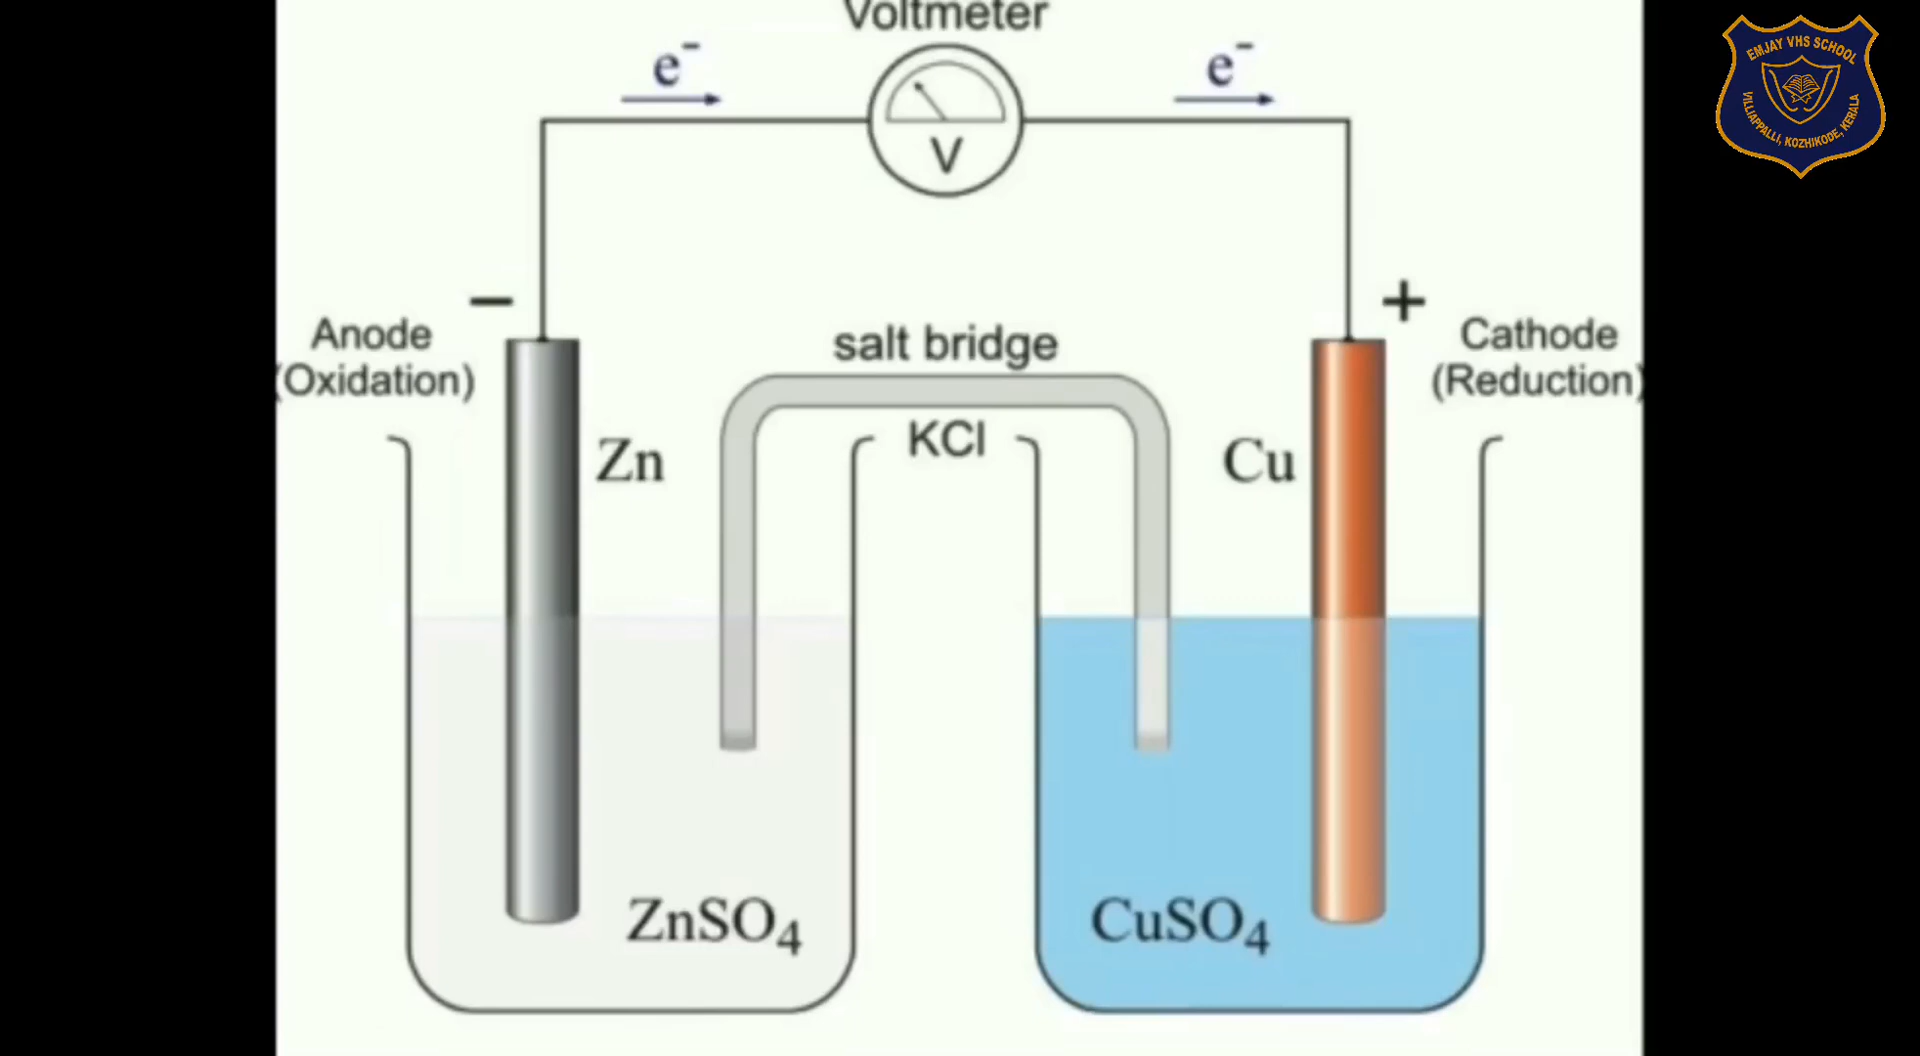 Voltmeter
e⁻
e⁻
V
−
+
Anode
(Oxidation)
salt bridge
Cathode
(Reduction)
KCl
Zn
Cu
ZnSO₄
CuSO₄
EMJAY VHS SCHOOL
VILLIAPPALLI, KOZHIKODE, KERALA